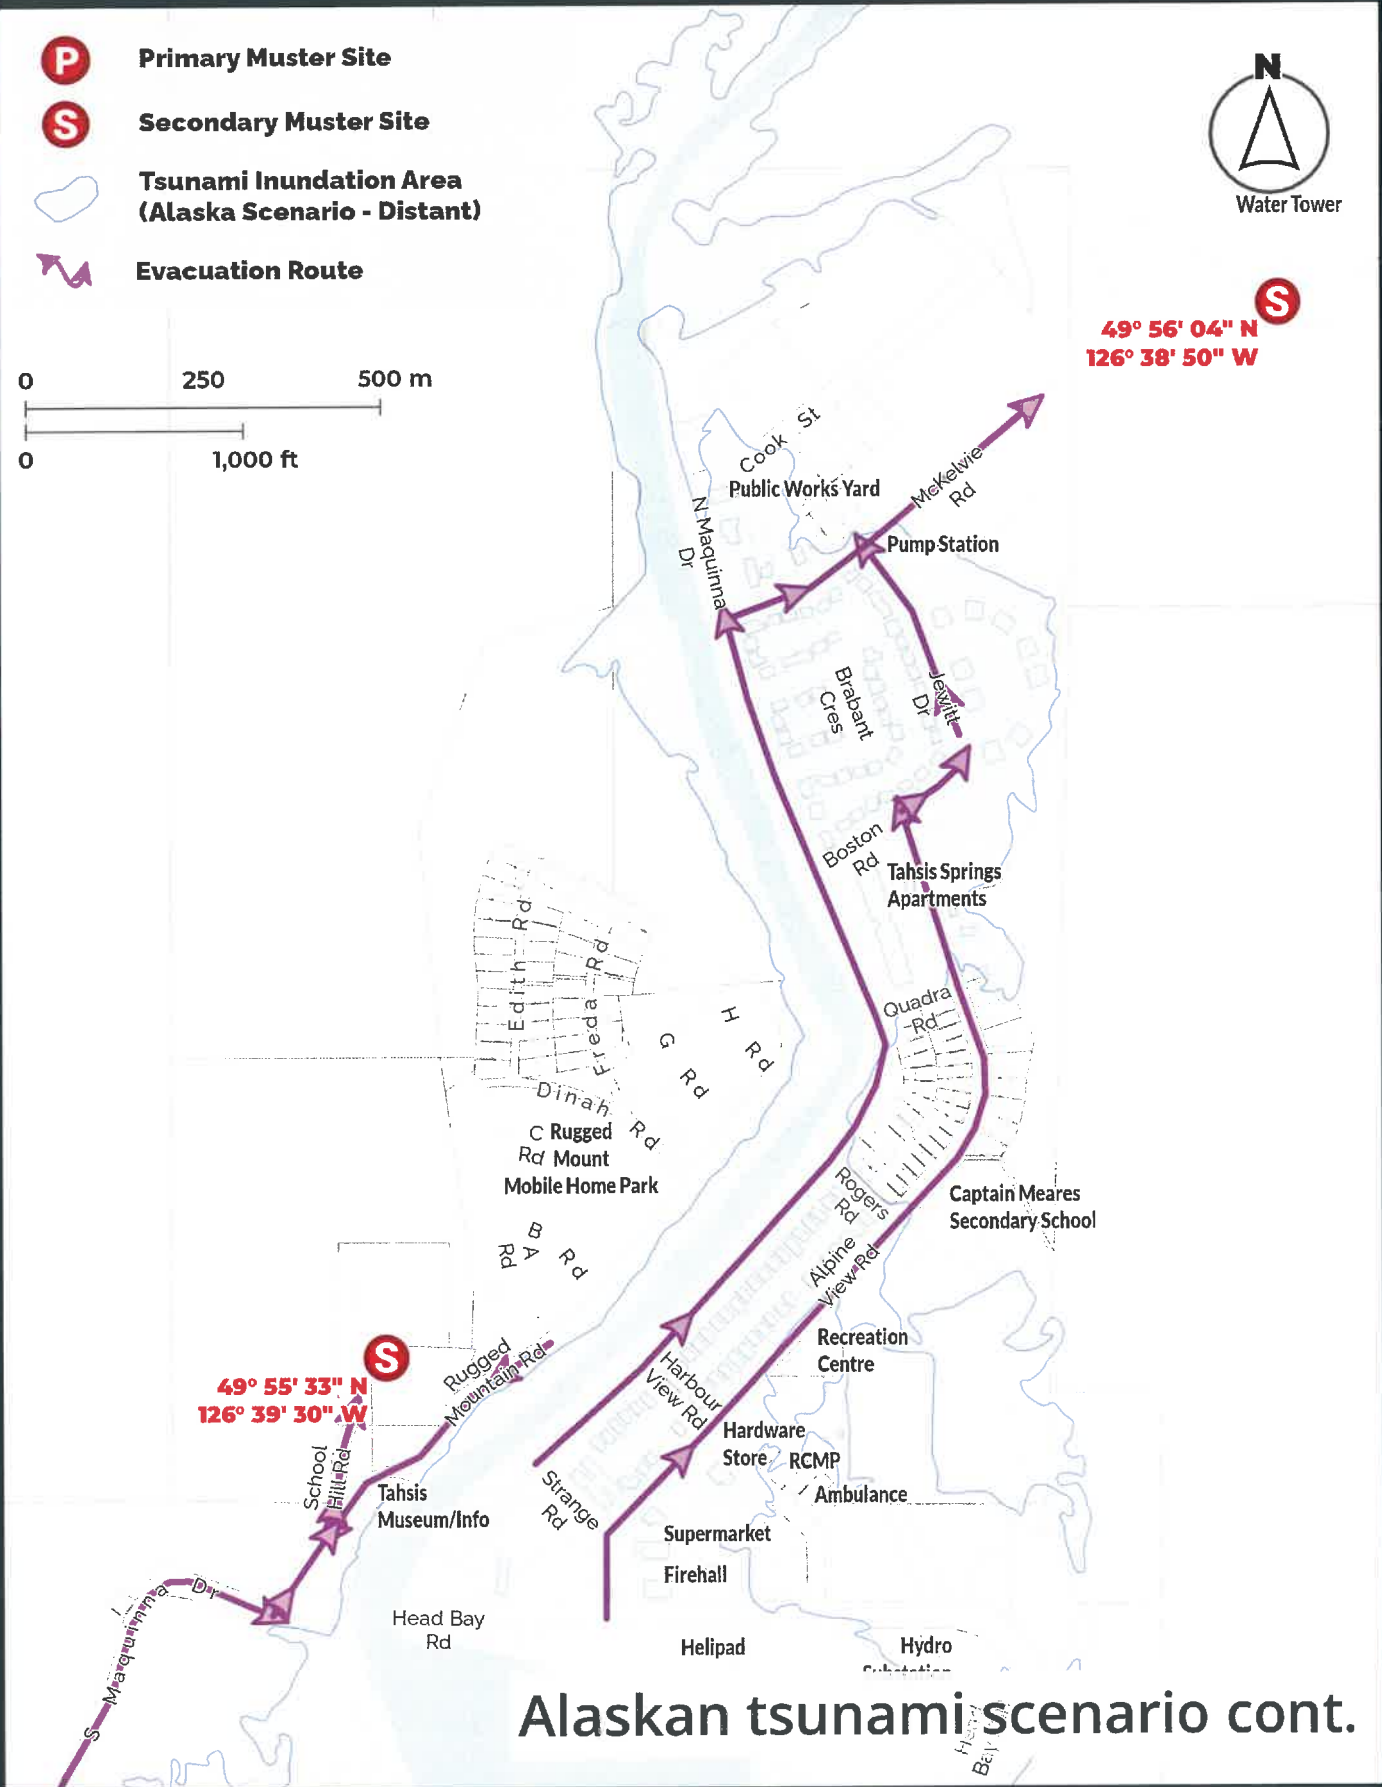 P Primary Muster Site
S Secondary Muster Site
Tsunami Inundation Area
(Alaska Scenario - Distant)
Evacuation Route
N
Water Tower
0 250 500 m
0 1,000 ft
S
49° 56' 04" N
126° 38' 50" W
Cook St
Public Works Yard
McKelvie
Rd
N Maquinna
Dr
Pump Station
Brabant
Cres
Jewitt
Dr
Boston
Rd
Tahsis Springs
Apartments
Edith Rd
Freda Rd
Quadra
Rd
H Rd
G Rd
Dinah Rd
C Rugged
Rd Mount
Mobile Home Park
Rogers
Rd
Captain Meares
Secondary School
B Rd
A
Rd
Alpine
View Rd
Recreation
Centre
Rugged
Mountain Rd
S
49° 55' 33" N
126° 39' 30" W
Harbour
View Rd
Hardware
Store
RCMP
Ambulance
School
Hill Rd
Tahsis
Museum/Info
Strange
Rd
Supermarket
Firehall
S Maquinna Dr
Head Bay
Rd
Helipad
Hydro
Alaskan tsunami scenario cont.
Bay